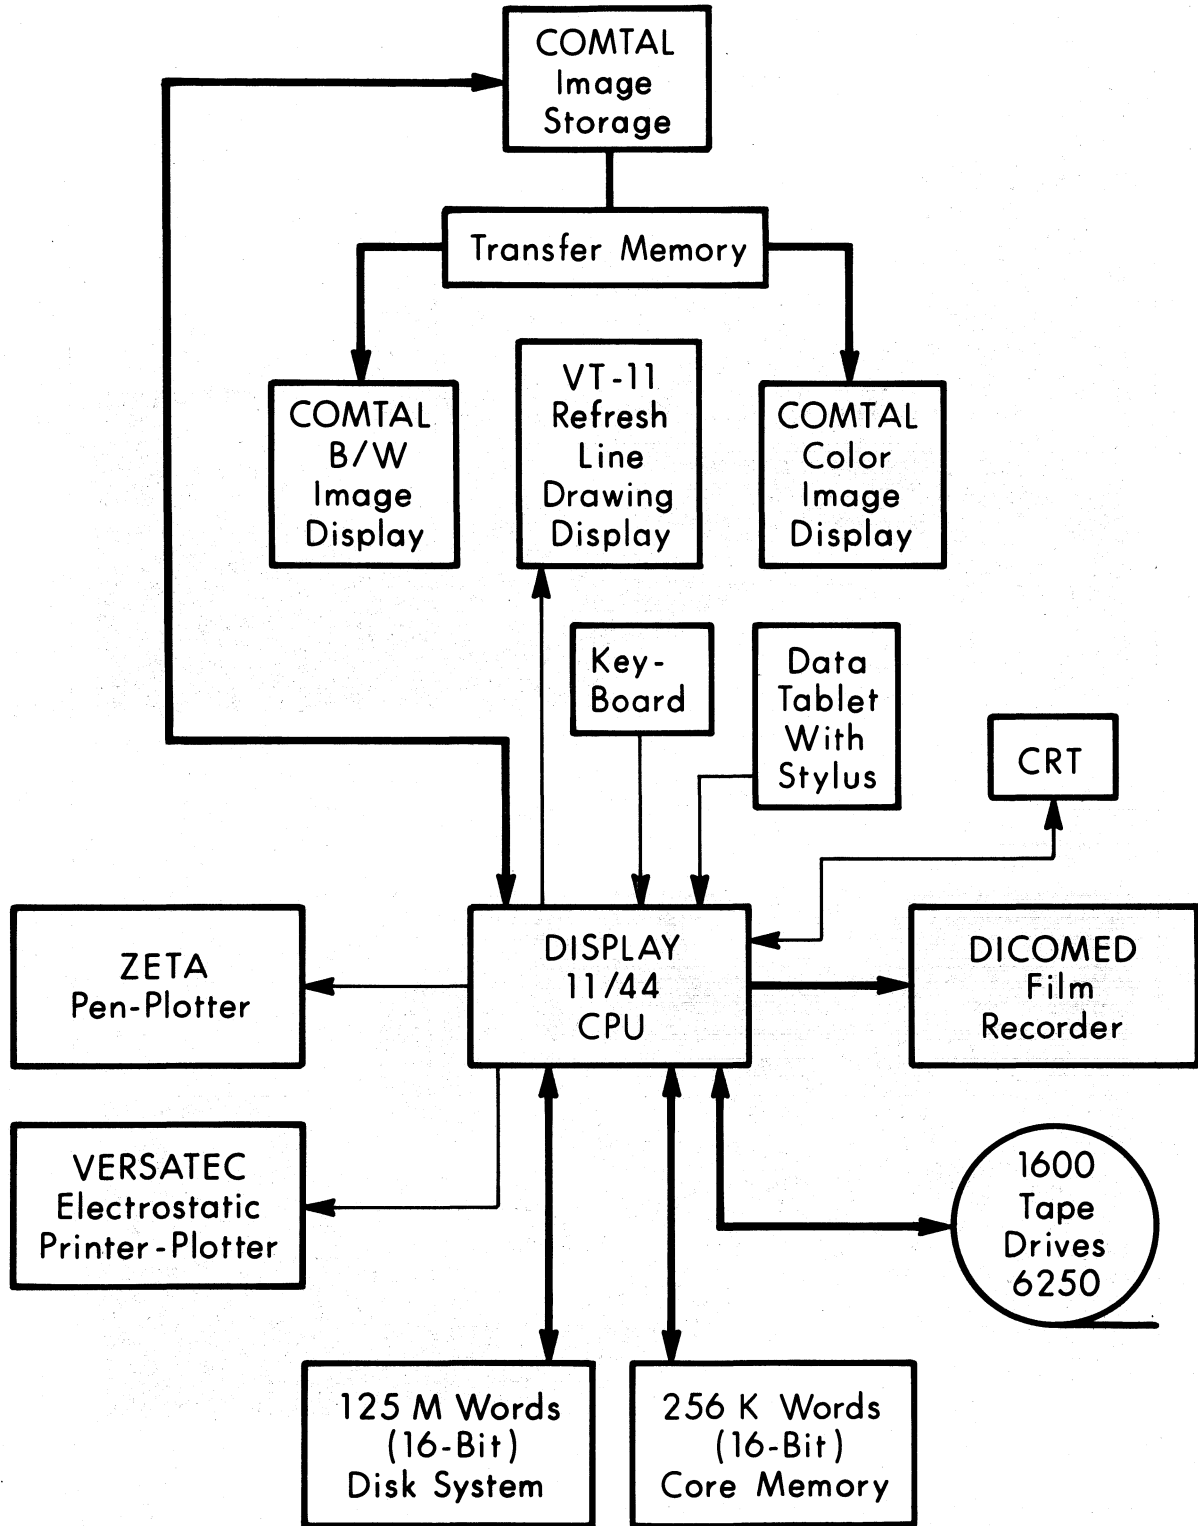 COMTAL
Image
Storage
Transfer Memory
COMTAL
B/W
Image
Display
VT-11
Refresh
Line
Drawing
Display
COMTAL
Color
Image
Display
Key-
Board
Data
Tablet
With
Stylus
CRT
ZETA
Pen-Plotter
DISPLAY
11/44
CPU
DICOMED
Film
Recorder
VERSATEC
Electrostatic
Printer-Plotter
1600
Tape
Drives
6250
125 M Words
(16-Bit)
Disk System
256 K Words
(16-Bit)
Core Memory